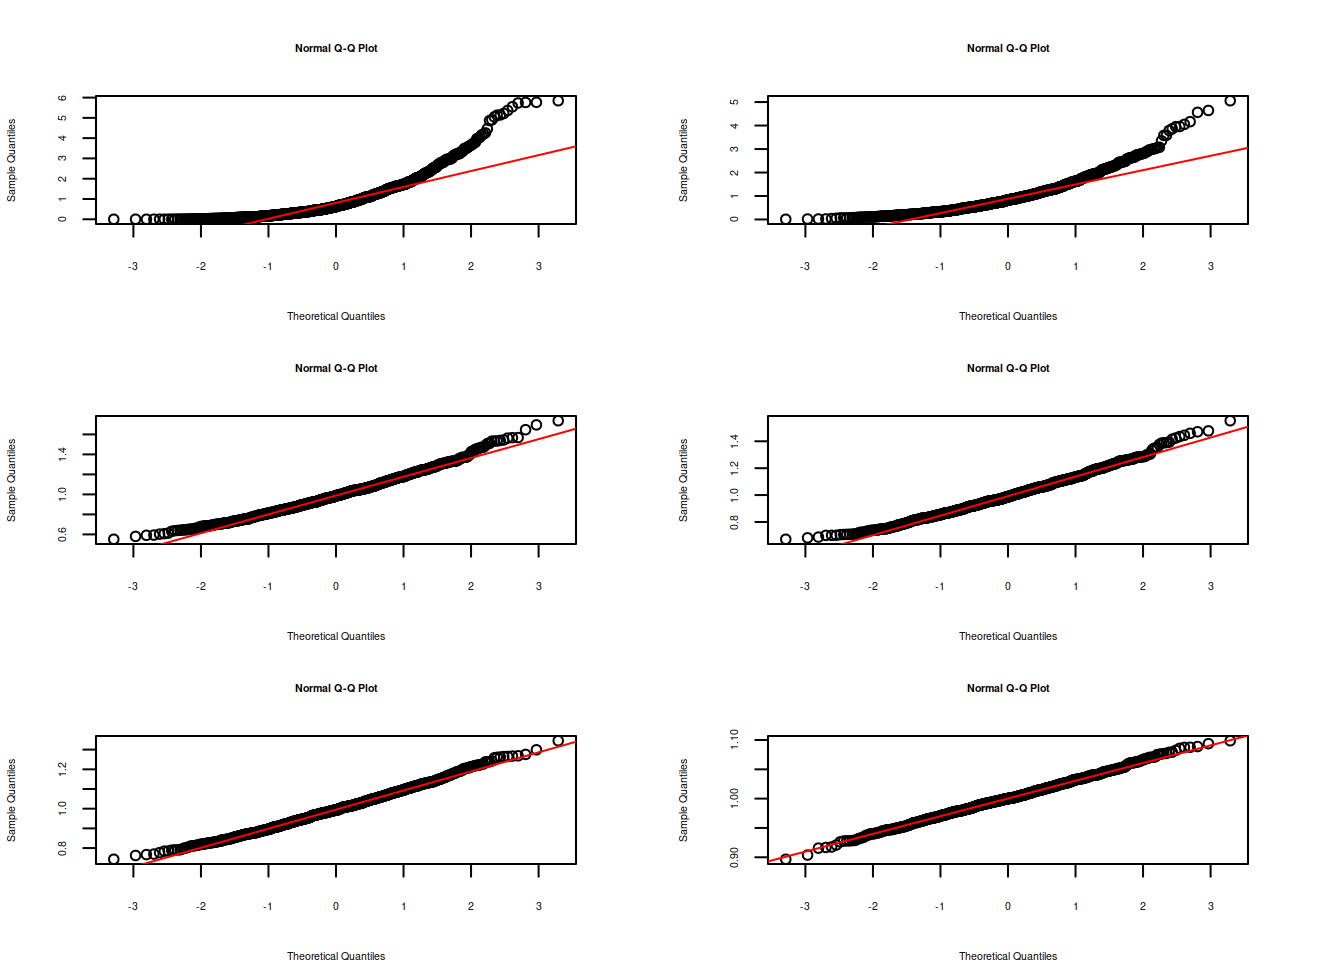 Normal Q-Q Plot
Sample Quantiles
0 1 2 3 4 5 6
-3 -2 -1 0 1 2 3
Theoretical Quantiles
Normal Q-Q Plot
Sample Quantiles
0 1 2 3 4 5
-3 -2 -1 0 1 2 3
Theoretical Quantiles
Normal Q-Q Plot
Sample Quantiles
0.6 1.0 1.4
-3 -2 -1 0 1 2 3
Theoretical Quantiles
Normal Q-Q Plot
Sample Quantiles
0.8 1.0 1.2 1.4
-3 -2 -1 0 1 2 3
Theoretical Quantiles
Normal Q-Q Plot
Sample Quantiles
0.8 1.0 1.2
-3 -2 -1 0 1 2 3
Theoretical Quantiles
Normal Q-Q Plot
Sample Quantiles
0.90 1.00 1.10
-3 -2 -1 0 1 2 3
Theoretical Quantiles